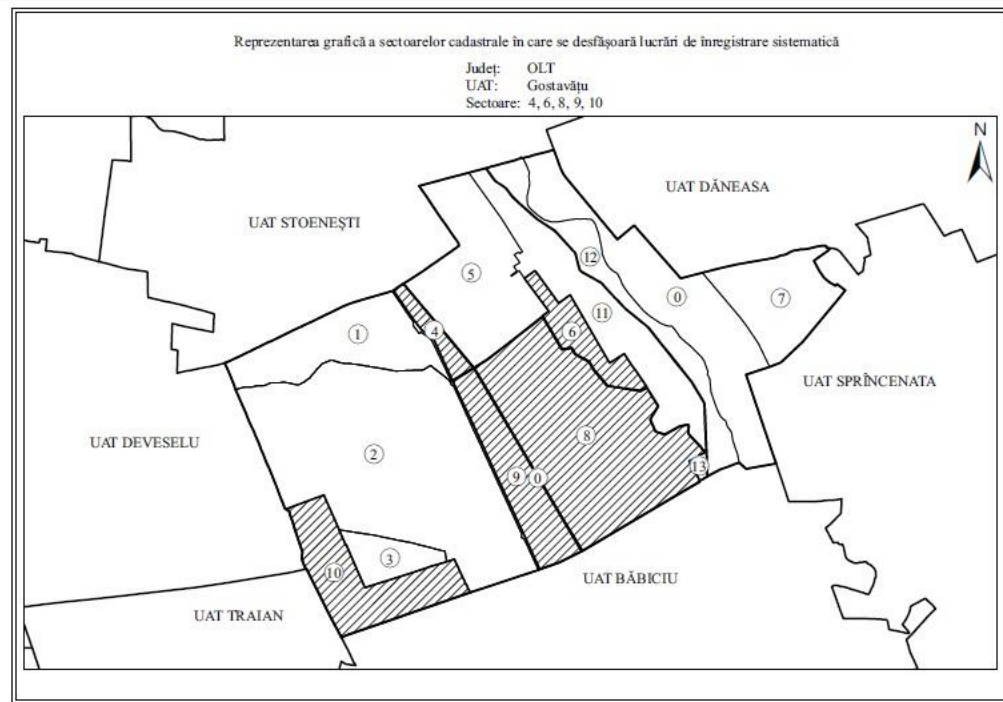 Reprezentarea grafică a sectoarelor cadastrale în care se desfășoară lucrări de înregistrare sistematică
Județ: OLT
UAT: Gostavățu
Sectoare: 4, 6, 8, 9, 10
N
UAT DĂNEASA
UAT STOENEȘTI
12
5
0
7
11
1
4
6
UAT SPRÎNCENATA
UAT DEVESELU
8
2
13
9
0
3
10
UAT BĂBICIU
UAT TRAIAN